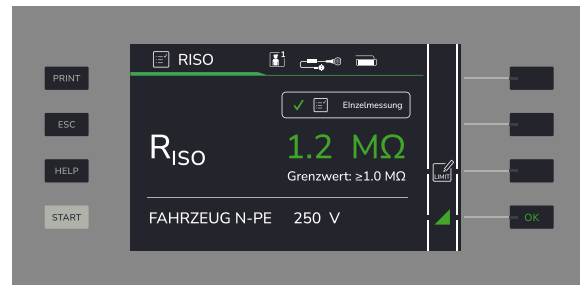 RISO
1
PRINT
EInzelmessung
ESC
RISO
1.2 MΩ
HELP
Grenzwert: ≥1.0 MΩ
LIMIT
START
FAHRZEUG N-PE 250 V
OK